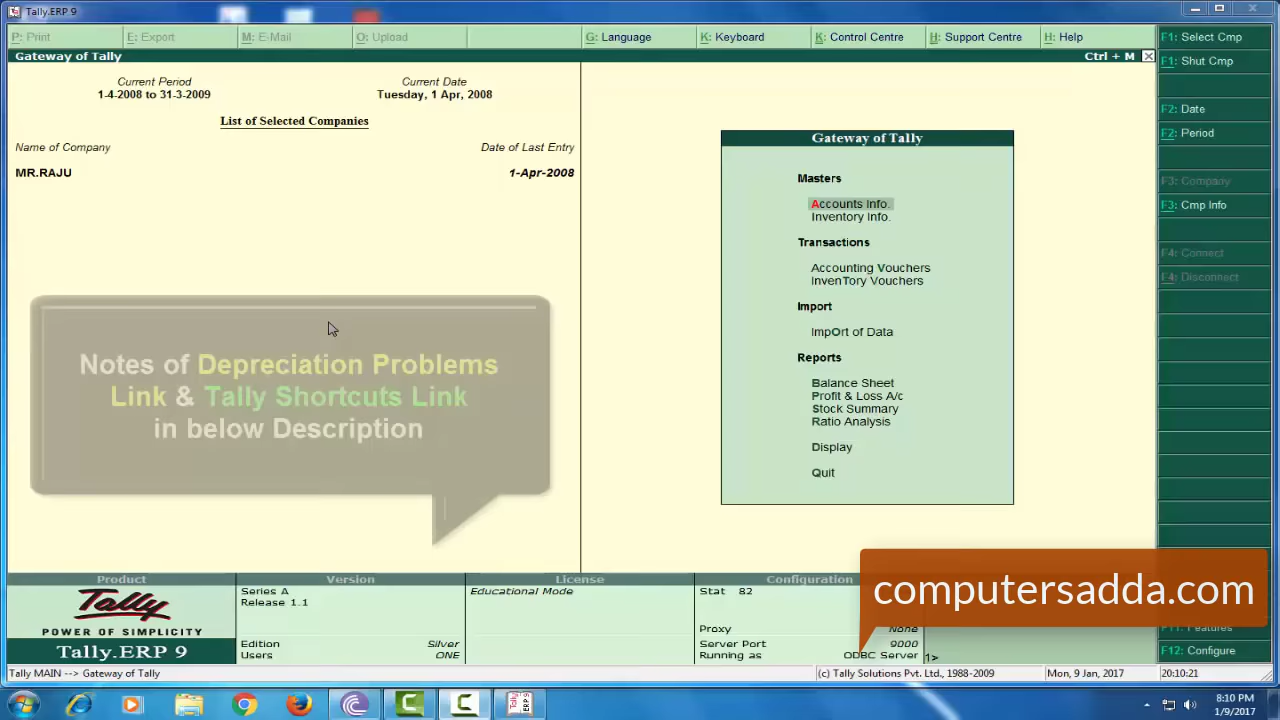 Tally.ERP 9
P: Print
E: Export
M: E-Mail
O: Upload
G: Language
K: Keyboard
K: Control Centre
H: Support Centre
H: Help
F1: Select Cmp
F1: Shut Cmp
F2: Date
F2: Period
F3: Company
F3: Cmp Info
F4: Connect
F4: Disconnect
Gateway of Tally
Ctrl + M
Current Period
1-4-2008 to 31-3-2009
Current Date
Tuesday, 1 Apr, 2008
List of Selected Companies
Name of Company
Date of Last Entry
MR.RAJU
1-Apr-2008
Gateway of Tally
Masters
Accounts Info.
Inventory Info.
Transactions
Accounting Vouchers
InvenTory Vouchers
Import
ImpOrt of Data
Reports
Balance Sheet
Profit & Loss A/c
Stock Summary
Ratio Analysis
Display
Quit
Notes of Depreciation Problems
Link & Tally Shortcuts Link
in below Description
Product
Version
License
Configuration
Tally
POWER OF SIMPLICITY
Tally.ERP 9
Series A
Release 1.1
Edition Silver
Users ONE
Educational Mode
Stat 82
Proxy None
Server Port 9000
Running as ODBC Server
1>
computersadda.com
F11: Features
F12: Configure
Tally MAIN --> Gateway of Tally
(c) Tally Solutions Pvt. Ltd., 1988-2009
Mon, 9 Jan, 2017
20:10:21
8:10 PM
1/9/2017